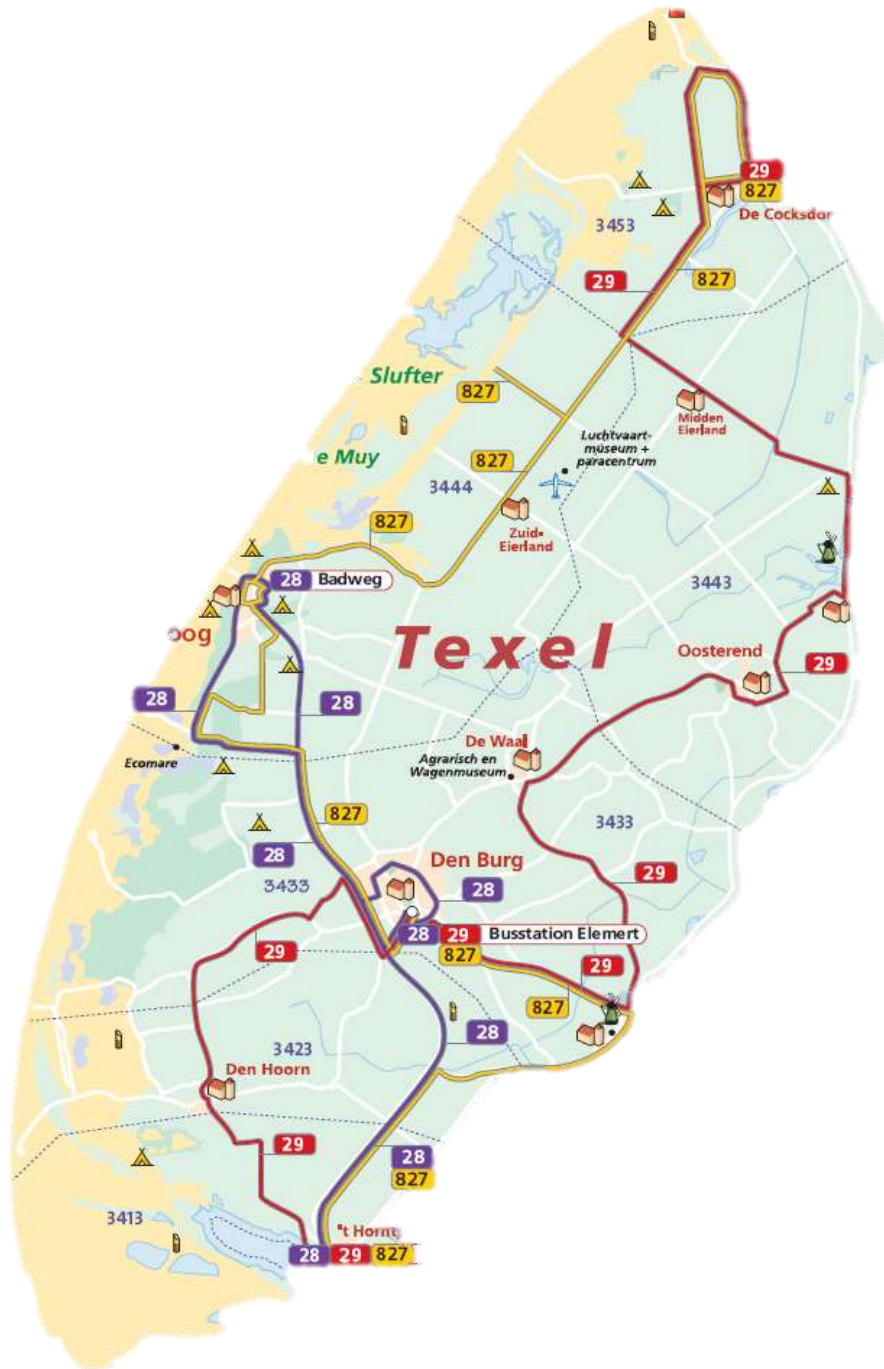 29
827
De Cocksdor
3453
29
827
Slufter
827
e Muy
Midden
Eierland
Luchtvaart-
museum +
paracentrum
827
3444
Zuid-
Eierland
827
28 Badweg
3443
oog
Texel
Oosterend
29
28
28
Ecomare
De Waal
Agrarisch en
Wagenmuseum
827
28
3433
3433
Den Burg
28
29
28 29 Busstation Elemert
827
29
29
827
28
3423
Den Hoorn
29
28
827
3413
't Horntj
28 29 827